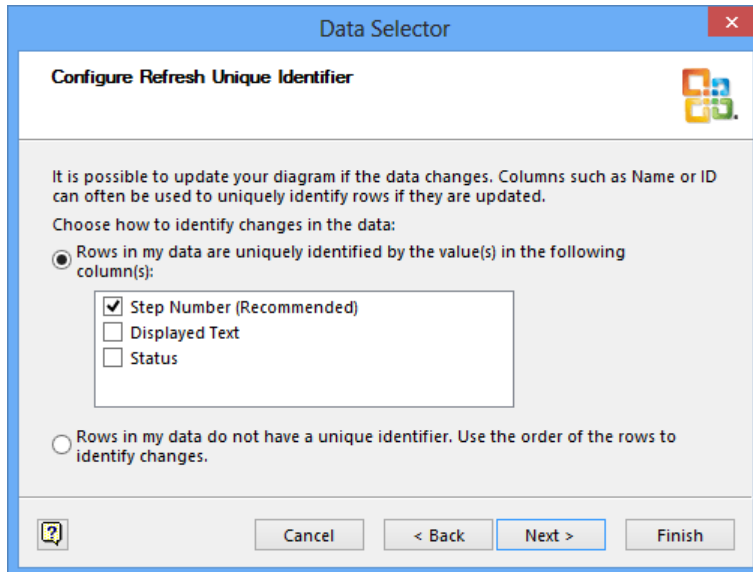 Data Selector
Configure Refresh Unique Identifier
It is possible to update your diagram if the data changes. Columns such as Name or ID
can often be used to uniquely identify rows if they are updated.
Choose how to identify changes in the data:
Rows in my data are uniquely identified by the value(s) in the following
column(s):
Step Number (Recommended)
Displayed Text
Status
Rows in my data do not have a unique identifier. Use the order of the rows to
identify changes.
Cancel
< Back
Next >
Finish